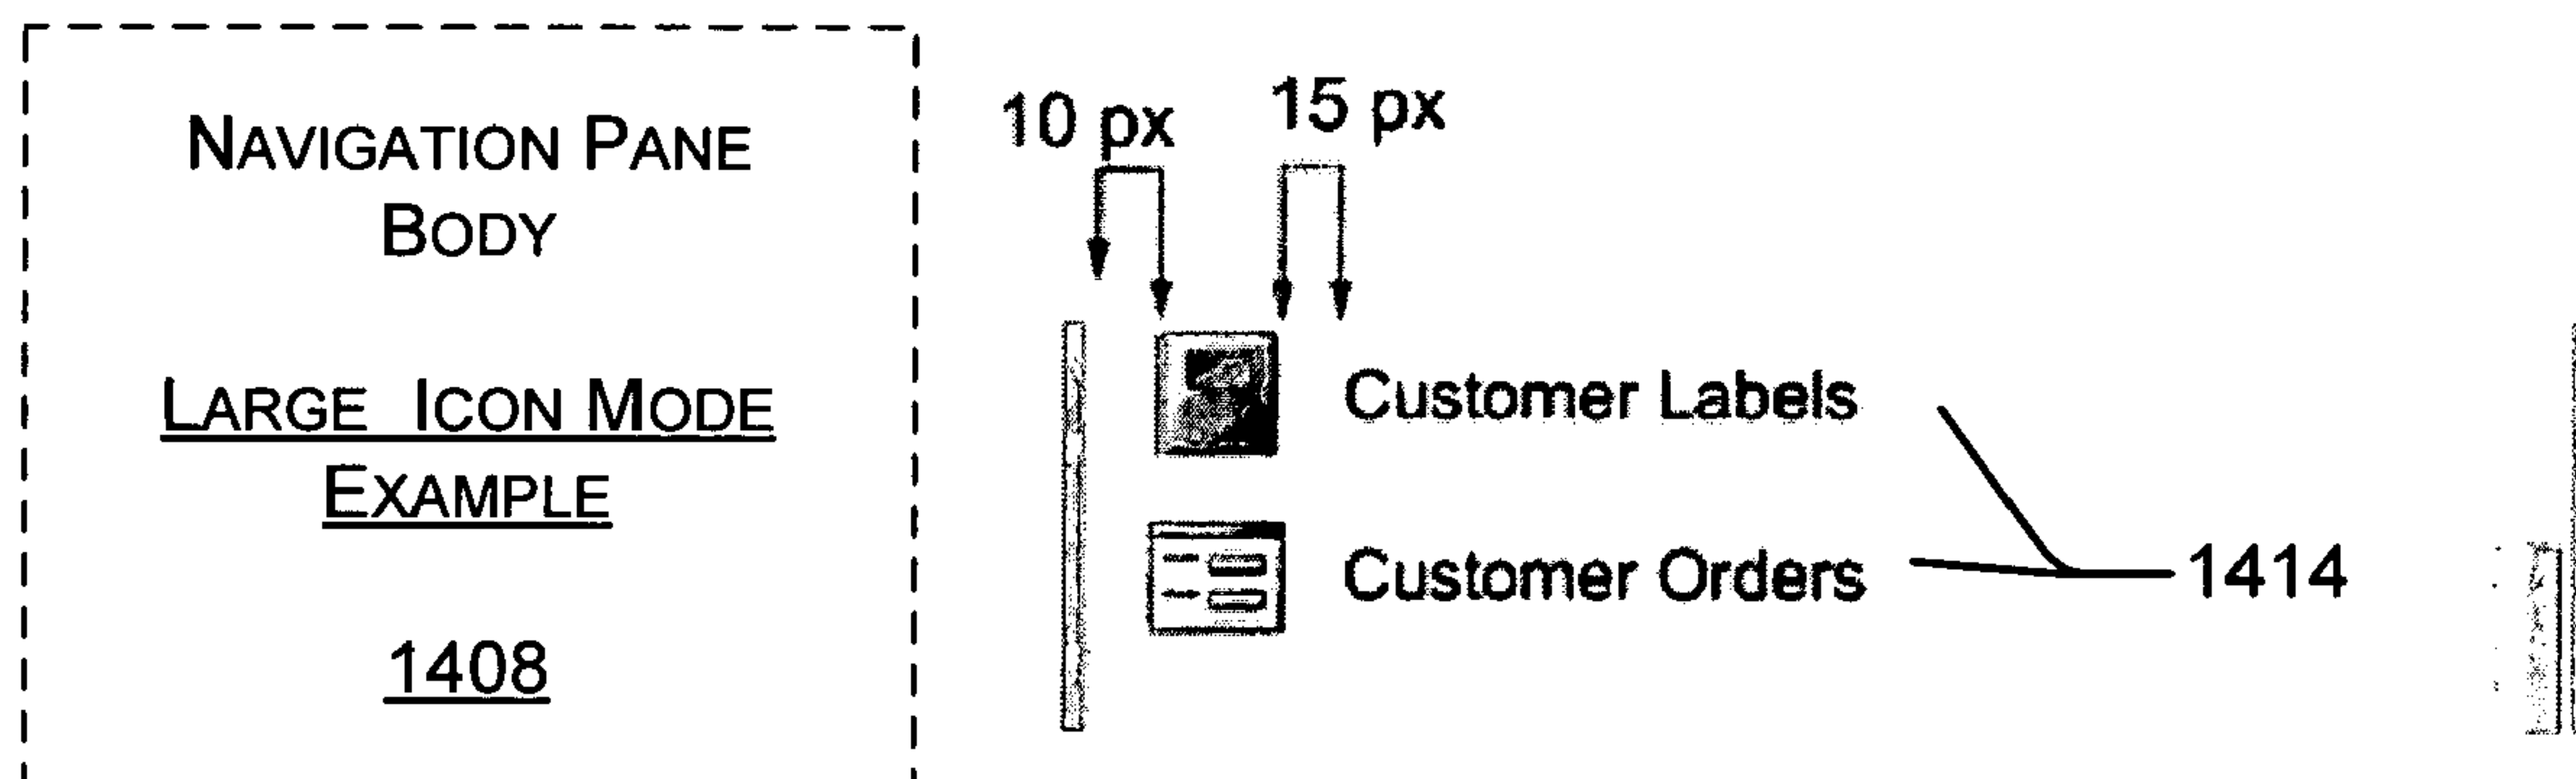 NAVIGATION PANE
BODY
LARGE ICON MODE
EXAMPLE
1408
10 px
15 px
Customer Labels
Customer Orders
1414